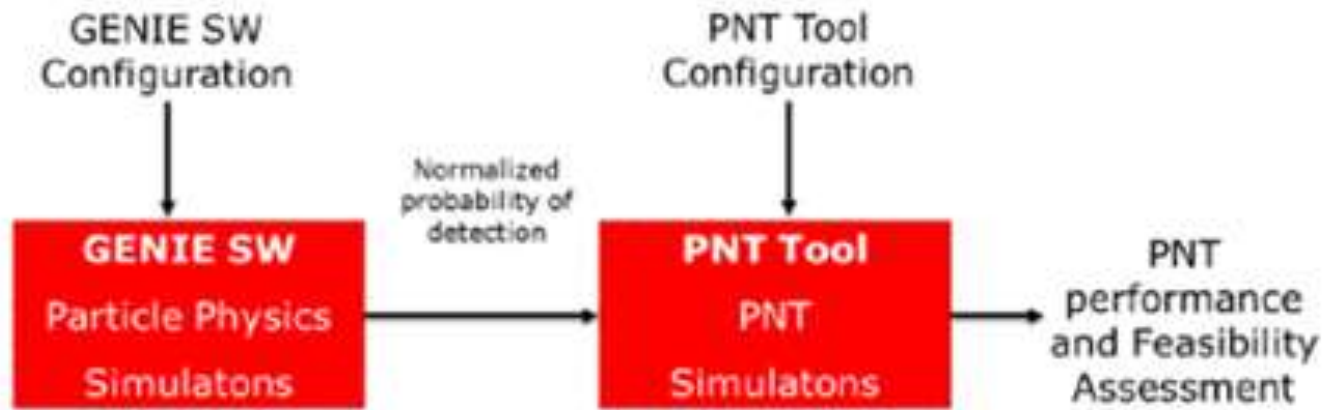 GENIE SW
Configuration
PNT Tool
Configuration
Normalized
probability of
detection
GENIE SW
Particle Physics
Simulatons
PNT Tool
PNT
Simulatons
PNT
performance
and Feasibility
Assessment